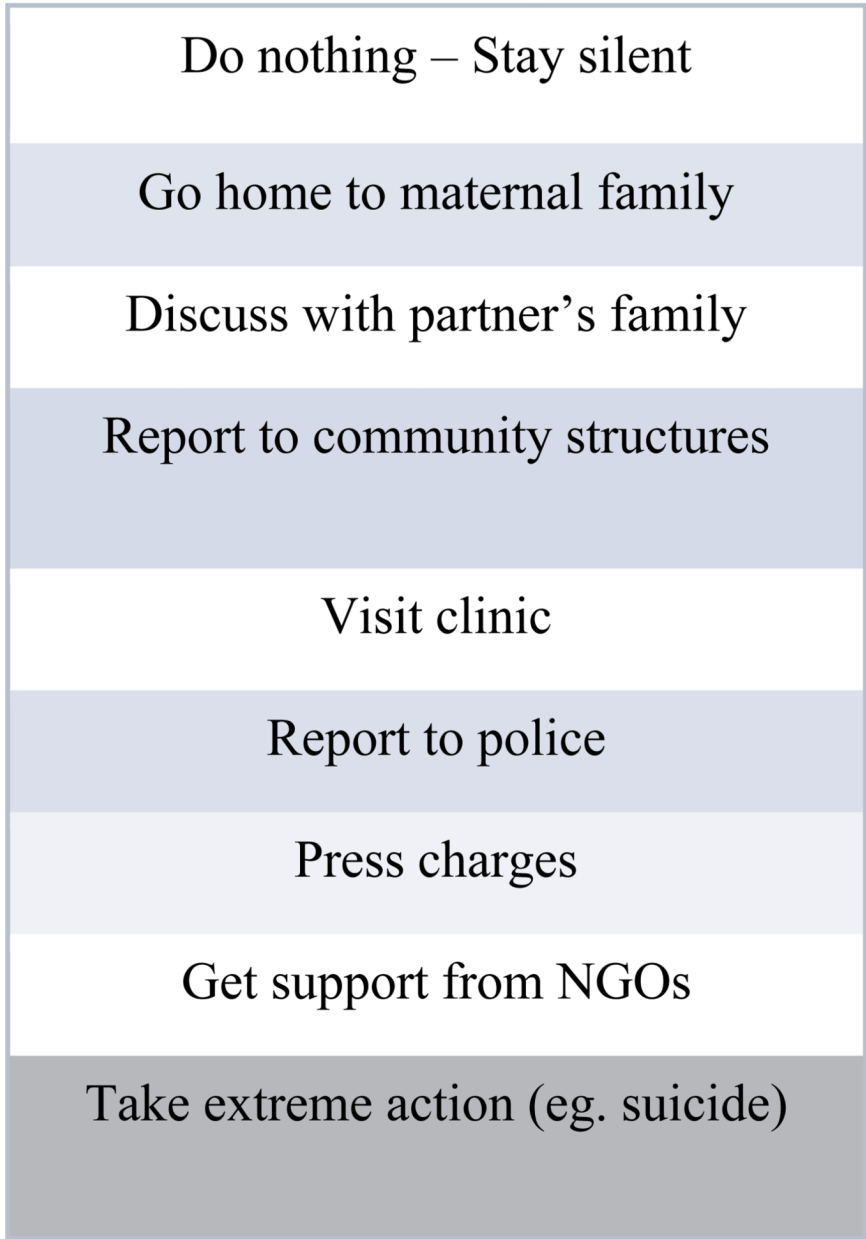 Do nothing – Stay silent
Go home to maternal family
Discuss with partner’s family
Report to community structures
Visit clinic
Report to police
Press charges
Get support from NGOs
Take extreme action (eg. suicide)